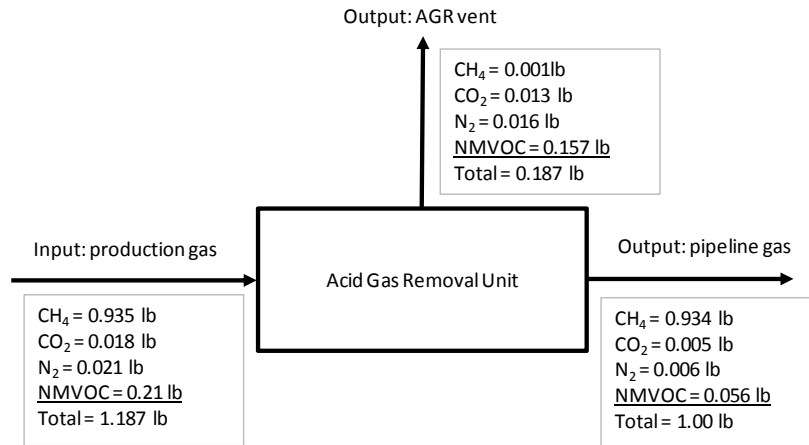 Output: AGR vent
CH₄ = 0.001lb
CO₂ = 0.013 lb
N₂ = 0.016 lb
NMVOC = 0.157 lb
Total = 0.187 lb
Input: production gas
Acid Gas Removal Unit
Output: pipeline gas
CH₄ = 0.935 lb
CO₂ = 0.018 lb
N₂ = 0.021 lb
NMVOC = 0.21 lb
Total = 1.187 lb
CH₄ = 0.934 lb
CO₂ = 0.005 lb
N₂ = 0.006 lb
NMVOC = 0.056 lb
Total = 1.00 lb